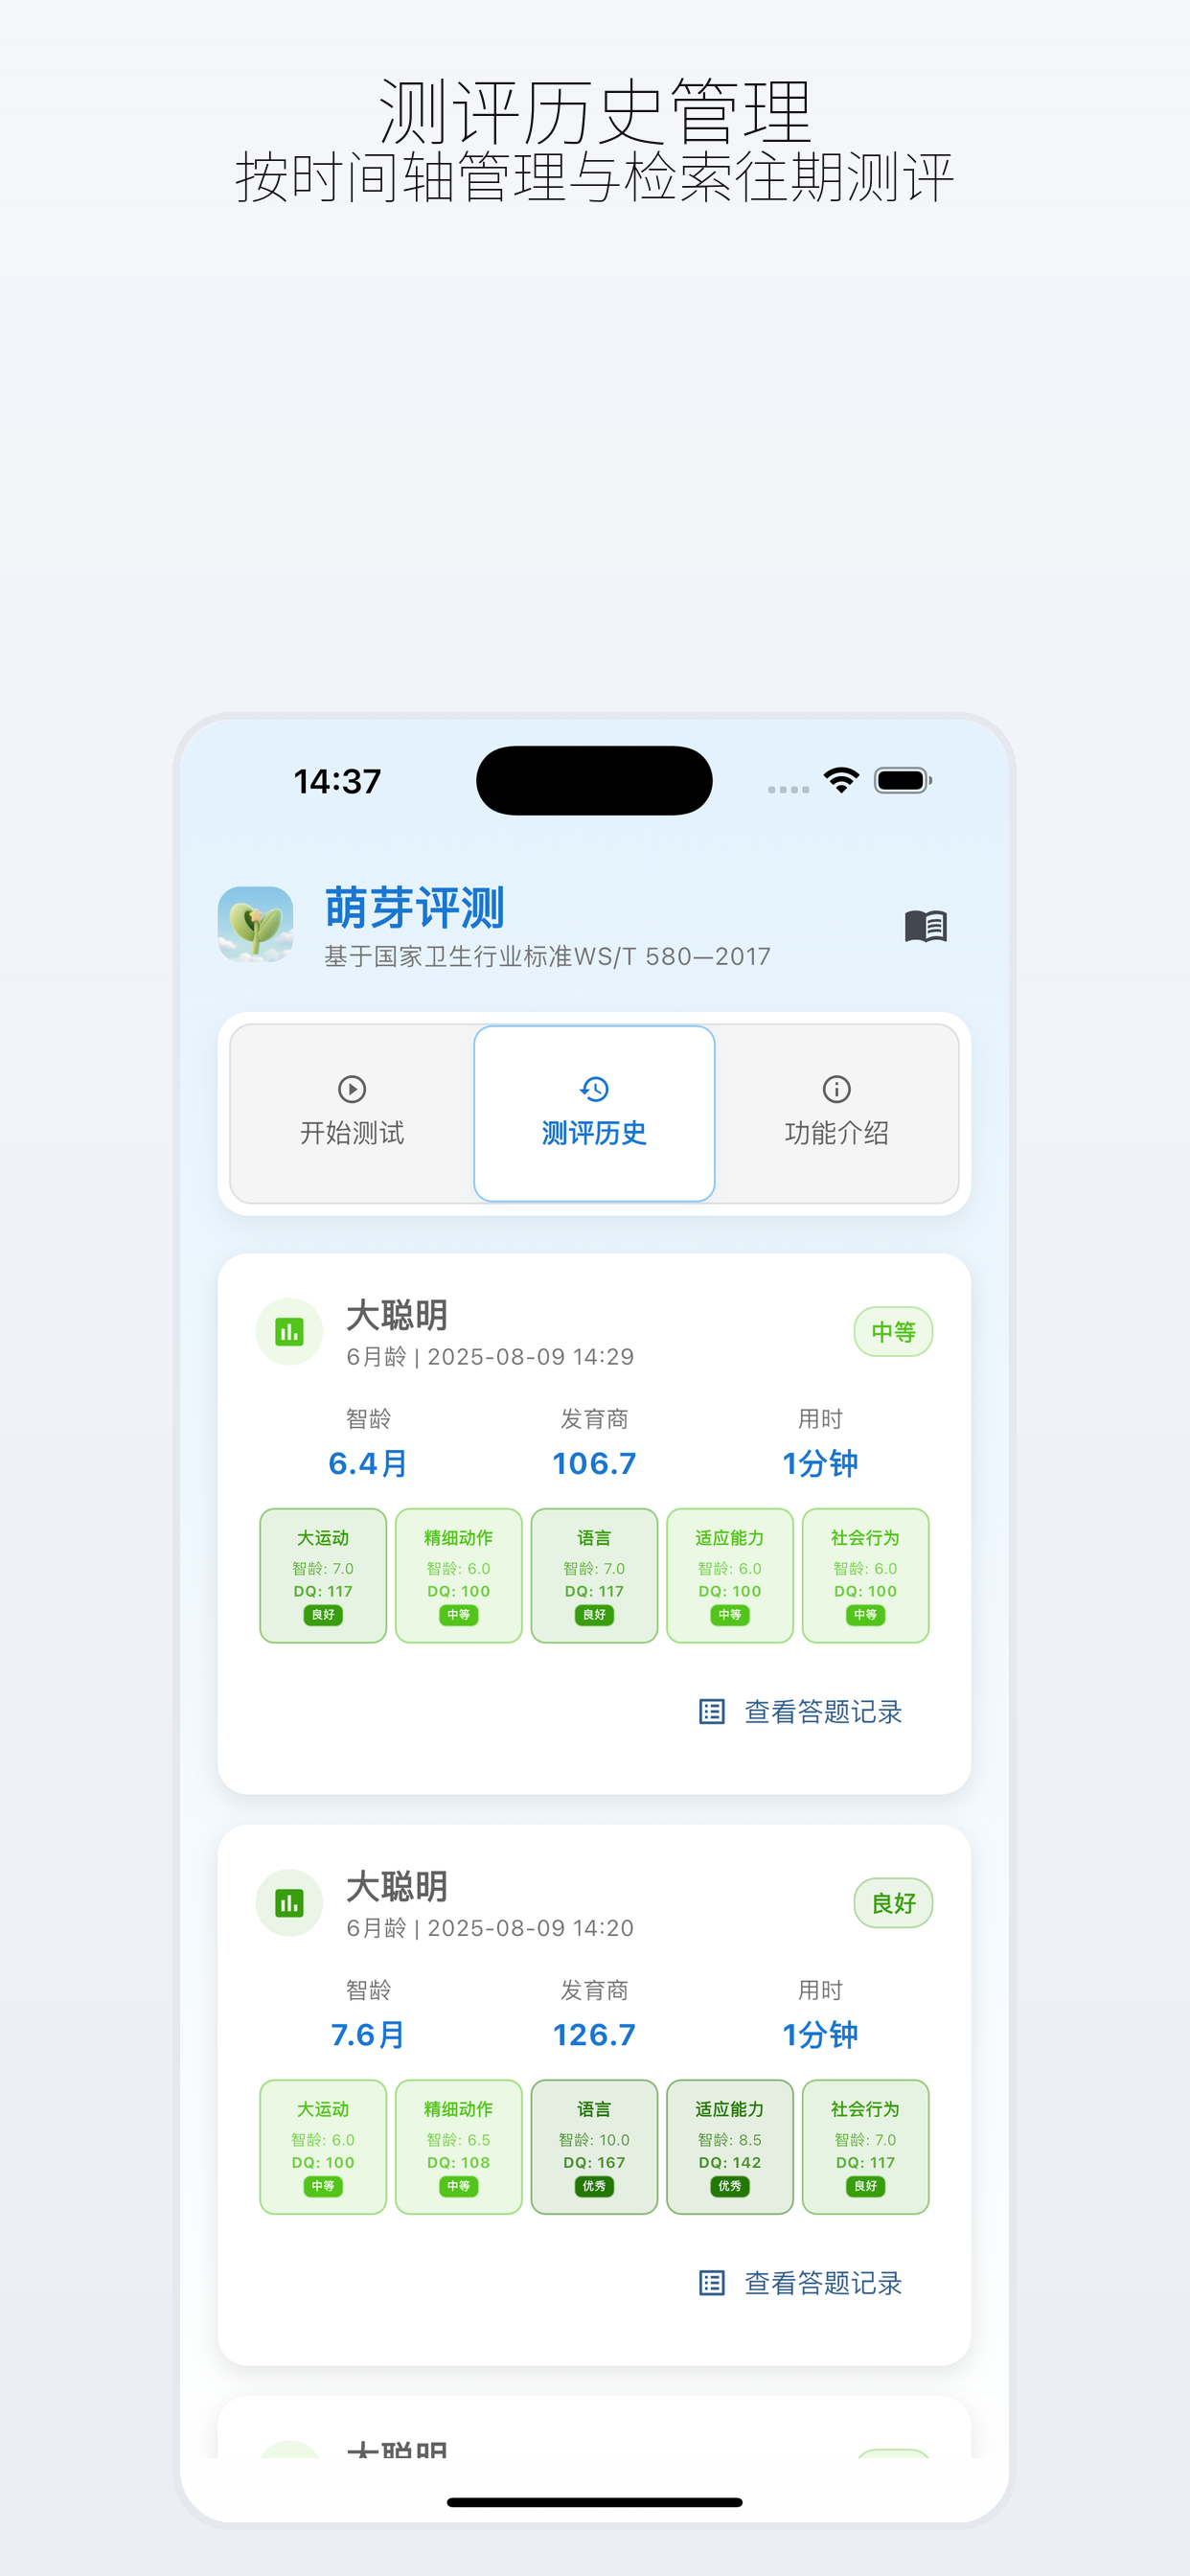 测评历史管理
按时间轴管理与检索往期测评
14:37
萌芽评测
基于国家卫生行业标准WS/T 580—2017
开始测试 测评历史 功能介绍
大聪明 中等
6月龄 | 2025-08-09 14:29
智龄 发育商 用时
6.4月 106.7 1分钟
大运动 精细动作 语言 适应能力 社会行为
智龄: 7.0 智龄: 6.0 智龄: 7.0 智龄: 6.0 智龄: 6.0
DQ: 117 DQ: 100 DQ: 117 DQ: 100 DQ: 100
良好 中等 良好 中等 中等
查看答题记录
大聪明 良好
6月龄 | 2025-08-09 14:20
智龄 发育商 用时
7.6月 126.7 1分钟
大运动 精细动作 语言 适应能力 社会行为
智龄: 6.0 智龄: 6.5 智龄: 10.0 智龄: 8.5 智龄: 7.0
DQ: 100 DQ: 108 DQ: 167 DQ: 142 DQ: 117
中等 中等 优秀 优秀 良好
查看答题记录
大聪明